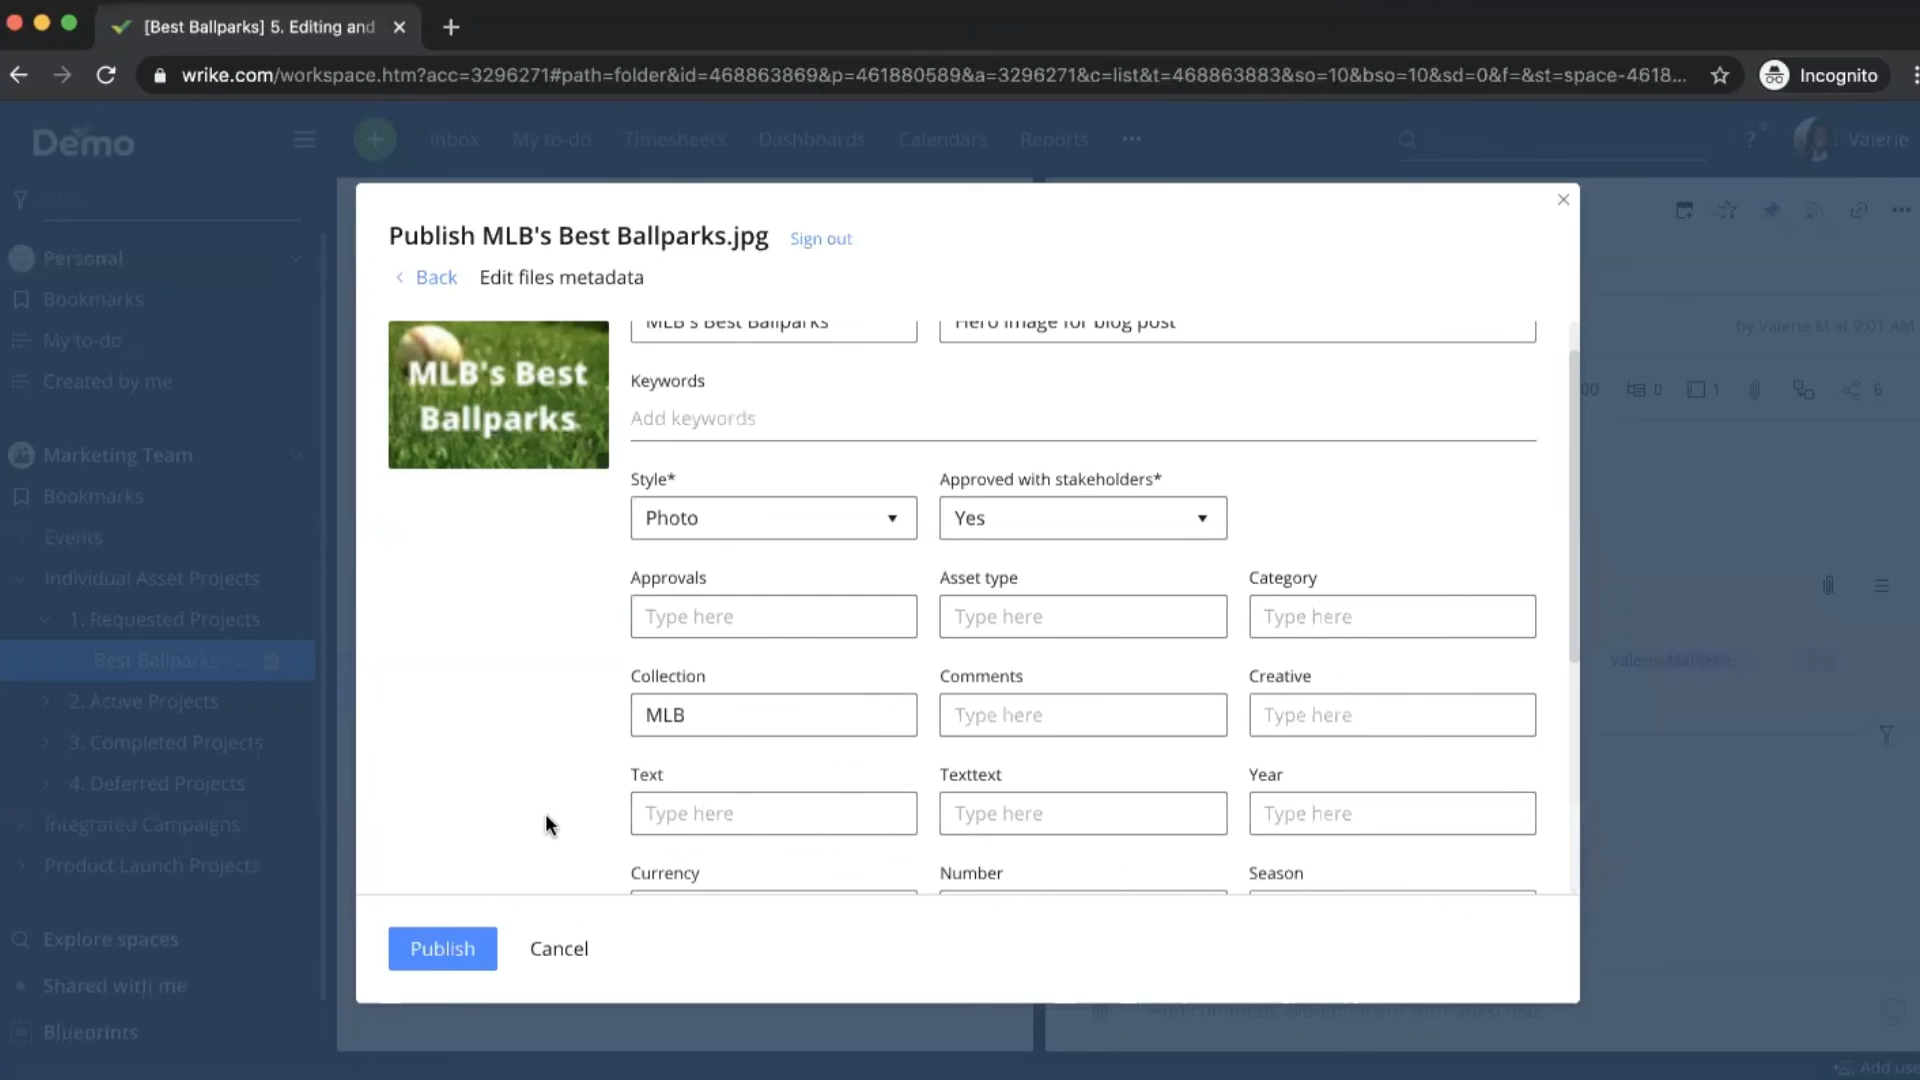 [Best Ballparks] 5. Editing and
wrike.com/workspace.htm?acc=3296271#path=folder&id=468863869&p=461880589&a=3296271&c=list&t=468863883&so=10&bso=10&sd=0&f=&st=space-4618...
Incognito
Demo
Inbox
My to-do
Timesheets
Dashboards
Calendars
Reports
Valerie
Personal
Bookmarks
My to-do
Created by me
Marketing Team
Bookmarks
Events
Individual Asset Projects
1. Requested Projects
Best Ballparks
2. Active Projects
3. Completed Projects
4. Deferred Projects
Integrated Campaigns
Product Launch Projects
Explore spaces
Shared with me
Blueprints
Publish MLB's Best Ballparks.jpg
Sign out
Back
Edit files metadata
MLB's Best
Ballparks
MLB's Best Ballparks
Hero image for blog post
Keywords
Add keywords
Style*
Approved with stakeholders*
Photo
Yes
Approvals
Asset type
Category
Type here
Type here
Type here
Collection
Comments
Creative
MLB
Type here
Type here
Text
Texttext
Year
Type here
Type here
Type here
Currency
Number
Season
Publish
Cancel
by Valerie M at 9:01 AM
00
0
1
6
Add use